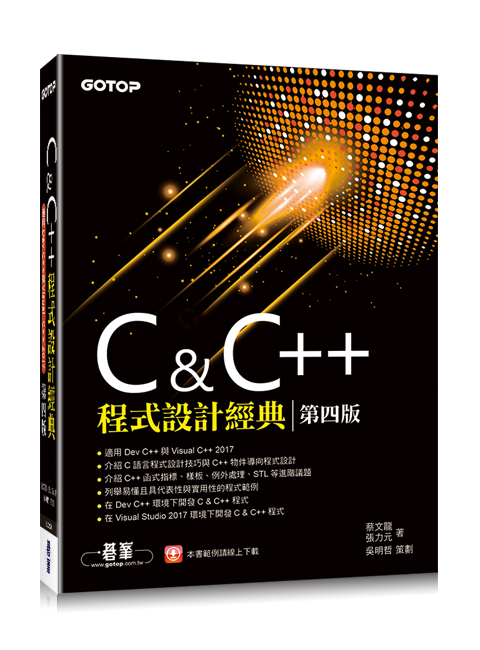 GOTOP
C & C++
程式設計經典 第四版
適用 Dev C++ 與 Visual C++ 2017
介紹 C 語言程式設計技巧與 C++ 物件導向程式設計
介紹 C++ 函式指標、樣板、例外處理、STL 等進階議題
列舉易懂且具代表性與實用性的程式範例
在 Dev C++ 環境下開發 C & C++ 程式
在 Visual Studio 2017 環境下開發 C & C++ 程式
蔡文龍
張力元 著
吳明哲 策劃
碁峯
www.gotop.com.tw
本書範例請線上下載
C & C++ 程式設計經典 第四版